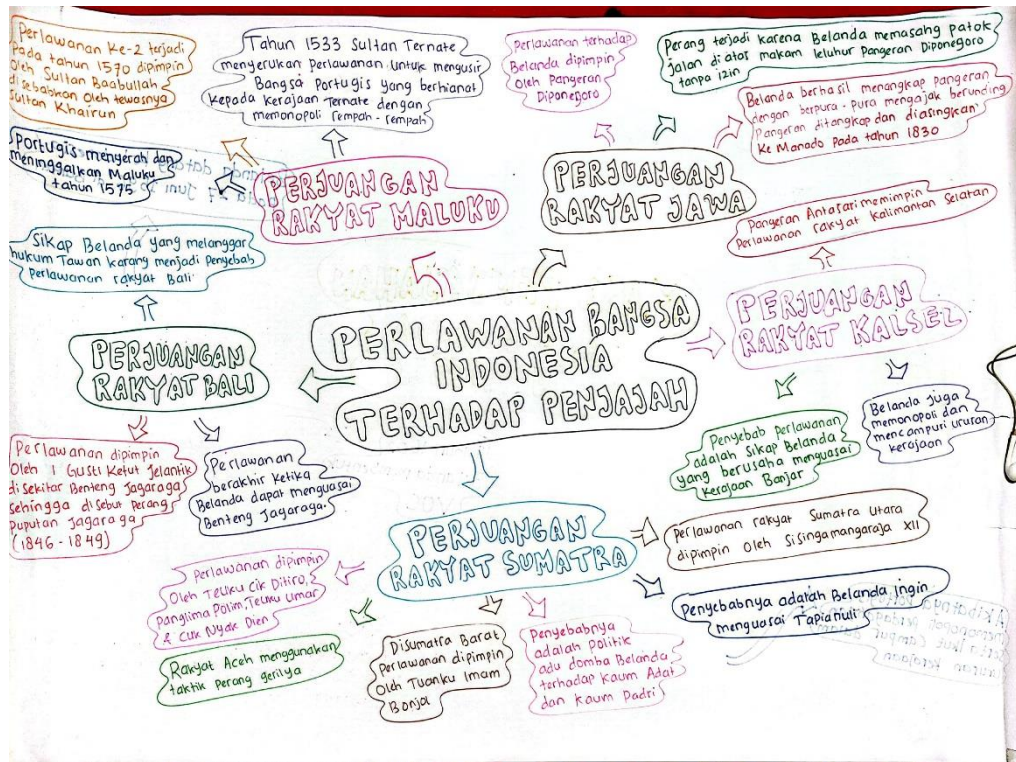 Perlawanan Ke-2 terjadi
Pada tahun 1570 dipimpin
Oleh Sultan Baabullah
disebabkan Oleh tewasnya
Sultan Khairun
Tahun 1533 Sultan Ternate
menyerukan perlawanan untuk mengusir
Bangsa Portugis yang berhianat
kepada kerajaan Ternate dengan
memonopoli rempah-rempah
Portugis menyerah dan
meninggalkan Maluku
tahun 1575
PERJUANGAN
RAKYAT MALUKU
Perlawanan terhadap
Belanda dipimpin
oleh Pangeran
Diponegoro
Perang terjadi karena Belanda memasang patok
jalan di atas makam leluhur Pangeran Diponegoro
tanpa izin
Belanda berhasil menangkap Pangeran
dengan berpura-pura mengajak berunding
Pangeran ditangkap dan diasingkan
Ke Manado Pada tahun 1830
PERJUANGAN
RAKYAT JAWA
Pangeran Antasari memimpin
Perlawanan rakyat Kalimantan Selatan
PERJUANGAN
RAKYAT KALSEL
Penyebab perlawanan
adalah Sikap Belanda
yang berusaha menguasai
Kerajaan Banjar
Belanda juga
memonopoli dan
mencampuri ururan
kerajaan
PERLAWANAN BANGSA
INDONESIA
TERHADAP PENJAJAH
Sikap Belanda yang melanggar
hukum Tawan karang menjadi Penyebab
perlawanan rakyat Bali
PERJUANGAN
RAKYAT BALI
Perlawanan dipimpin
Oleh I Gusti Ketut Jelantik
di sekitar Benteng Jagaraga
sehingga disebut Perang
Puputan Jagaraga
(1846 - 1849)
Perlawanan
berakhir ketika
Belanda dapat menguasai
Benteng Jagaraga.
PERJUANGAN
RAKYAT SUMATRA
Perlawanan dipimpin
Oleh Teuku Cik Ditiro,
Panglima Polim, Teuku Umar
& Cut Nyak Dien
Rakyat Aceh menggunakan
taktik Perang gerilya
DiSumatra Barat
Perlawanan dipimpin
Oleh Tuanku Imam
Bonjol
Penyebabnya
adalah Politik
adu domba Belanda
terhadap Kaum Adat
dan Kaum Padri
Perlawanan rakyat Sumatra Utara
dipimpin Oleh Sisingamangaraja XII
Penyebabnya adalah Belanda Ingin
menguasai Tapianuli